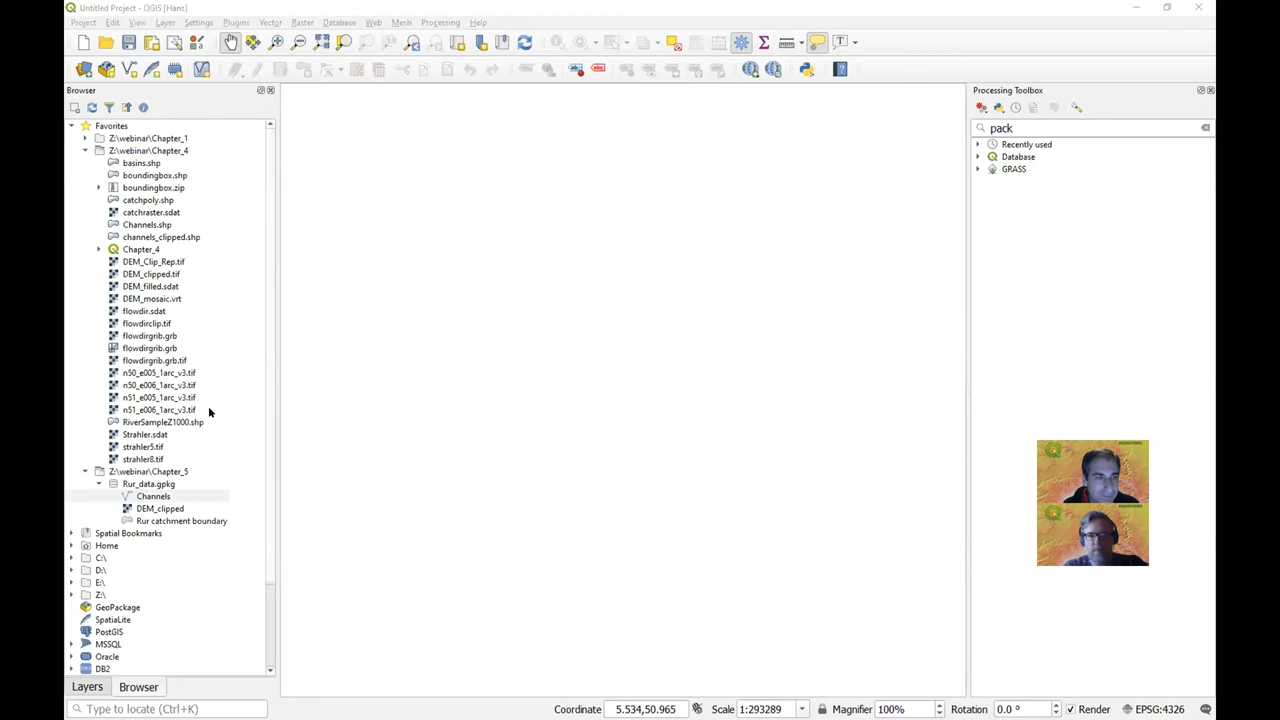 Untitled Project - QGIS [Hans]
Project Edit View Layer Settings Plugins Vector Raster Database Web Mesh Processing Help
Browser
Favorites
Z:\webinar\Chapter_1
Z:\webinar\Chapter_4
basins.shp
boundingbox.shp
boundingbox.zip
catchpoly.shp
catchraster.sdat
Channels.shp
channels_clipped.shp
Chapter_4
DEM_Clip_Rep.tif
DEM_clipped.tif
DEM_filled.sdat
DEM_mosaic.vrt
flowdir.sdat
flowdirclip.tif
flowdirgrib.grb
flowdirgrib.grb
flowdirgrib.grb.tif
n50_e005_1arc_v3.tif
n50_e006_1arc_v3.tif
n51_e005_1arc_v3.tif
n51_e006_1arc_v3.tif
RiverSampleZ1000.shp
Strahler.sdat
strahler5.tif
strahler8.tif
Z:\webinar\Chapter_5
Rur_data.gpkg
Channels
DEM_clipped
Rur catchment boundary
Spatial Bookmarks
Home
C:\
D:\
E:\
Z:\
GeoPackage
SpatiaLite
PostGIS
MSSQL
Oracle
DB2
Layers Browser
Processing Toolbox
pack
Recently used
Database
GRASS
Type to locate (Ctrl+K)
Coordinate 5.534,50.965 Scale 1:293289 Magnifier 100% Rotation 0.0 ° Render EPSG:4326